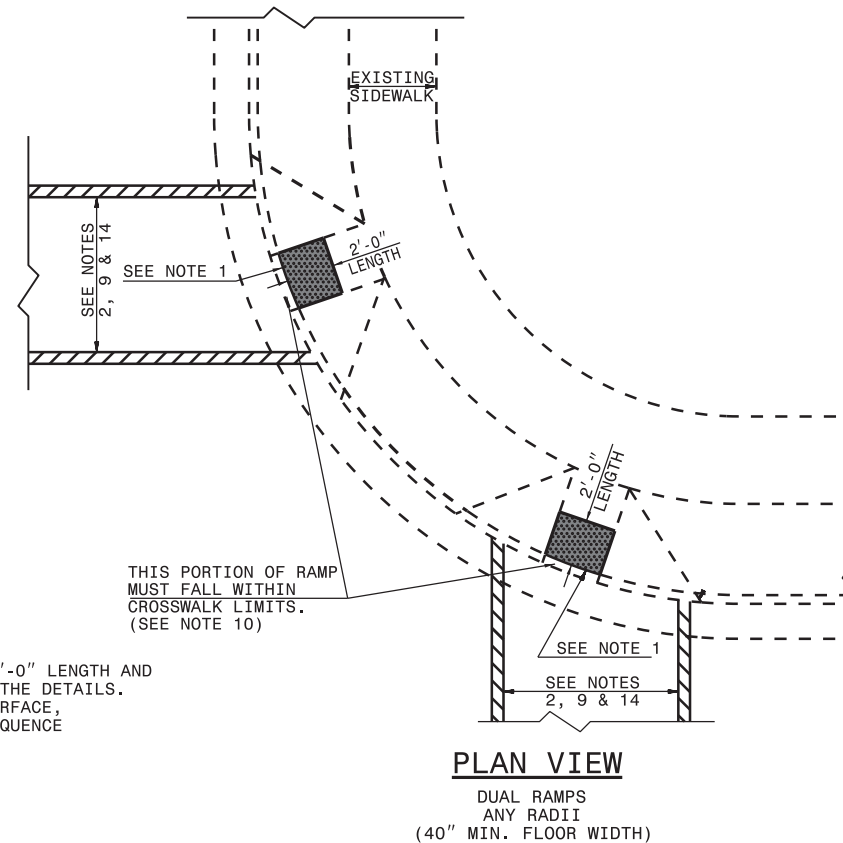 EXISTING
SIDEWALK
SEE NOTES
2, 9 & 14
SEE NOTE 1
2'-0"
LENGTH
2'-0"
LENGTH
THIS PORTION OF RAMP
MUST FALL WITHIN
CROSSWALK LIMITS.
(SEE NOTE 10)
SEE NOTE 1
'-0" LENGTH AND
THE DETAILS.
RFACE,
QUENCE
SEE NOTES
2, 9 & 14
PLAN VIEW
DUAL RAMPS
ANY RADII
(40" MIN. FLOOR WIDTH)